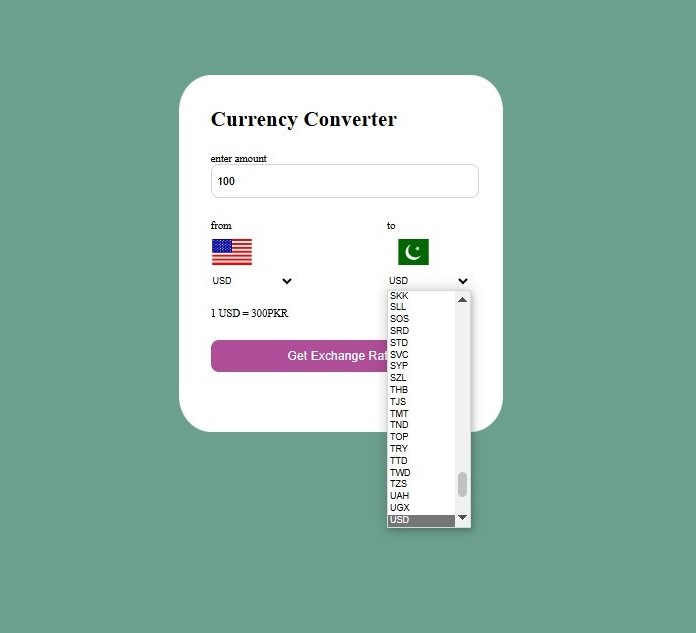 Currency Converter
enter amount
100
from
to
USD
USD
1 USD = 300PKR
Get Exchange Rat
SKK
SLL
SOS
SRD
STD
SVC
SYP
SZL
THB
TJS
TMT
TND
TOP
TRY
TTD
TWD
TZS
UAH
UGX
USD